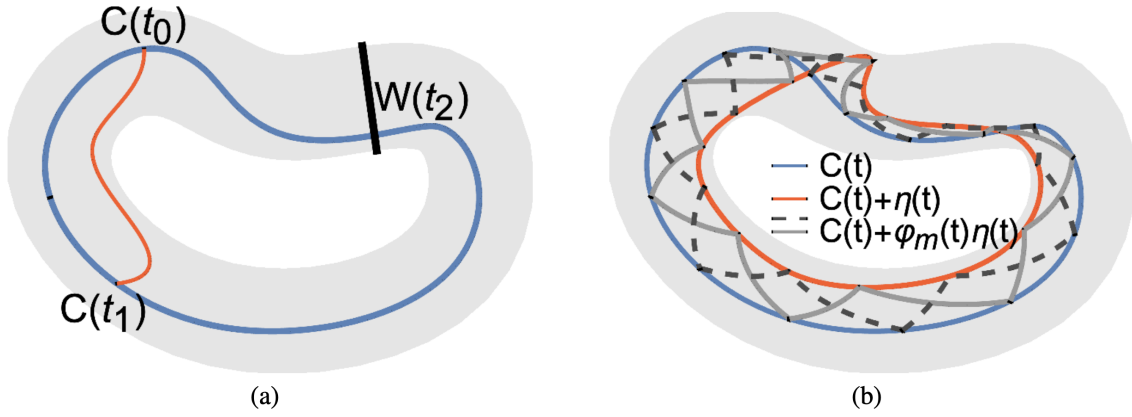 C(t₀)
W(t₂)
C(t₁)
(a)
C(t)
C(t)+η(t)
C(t)+φₘ(t)η(t)
(b)